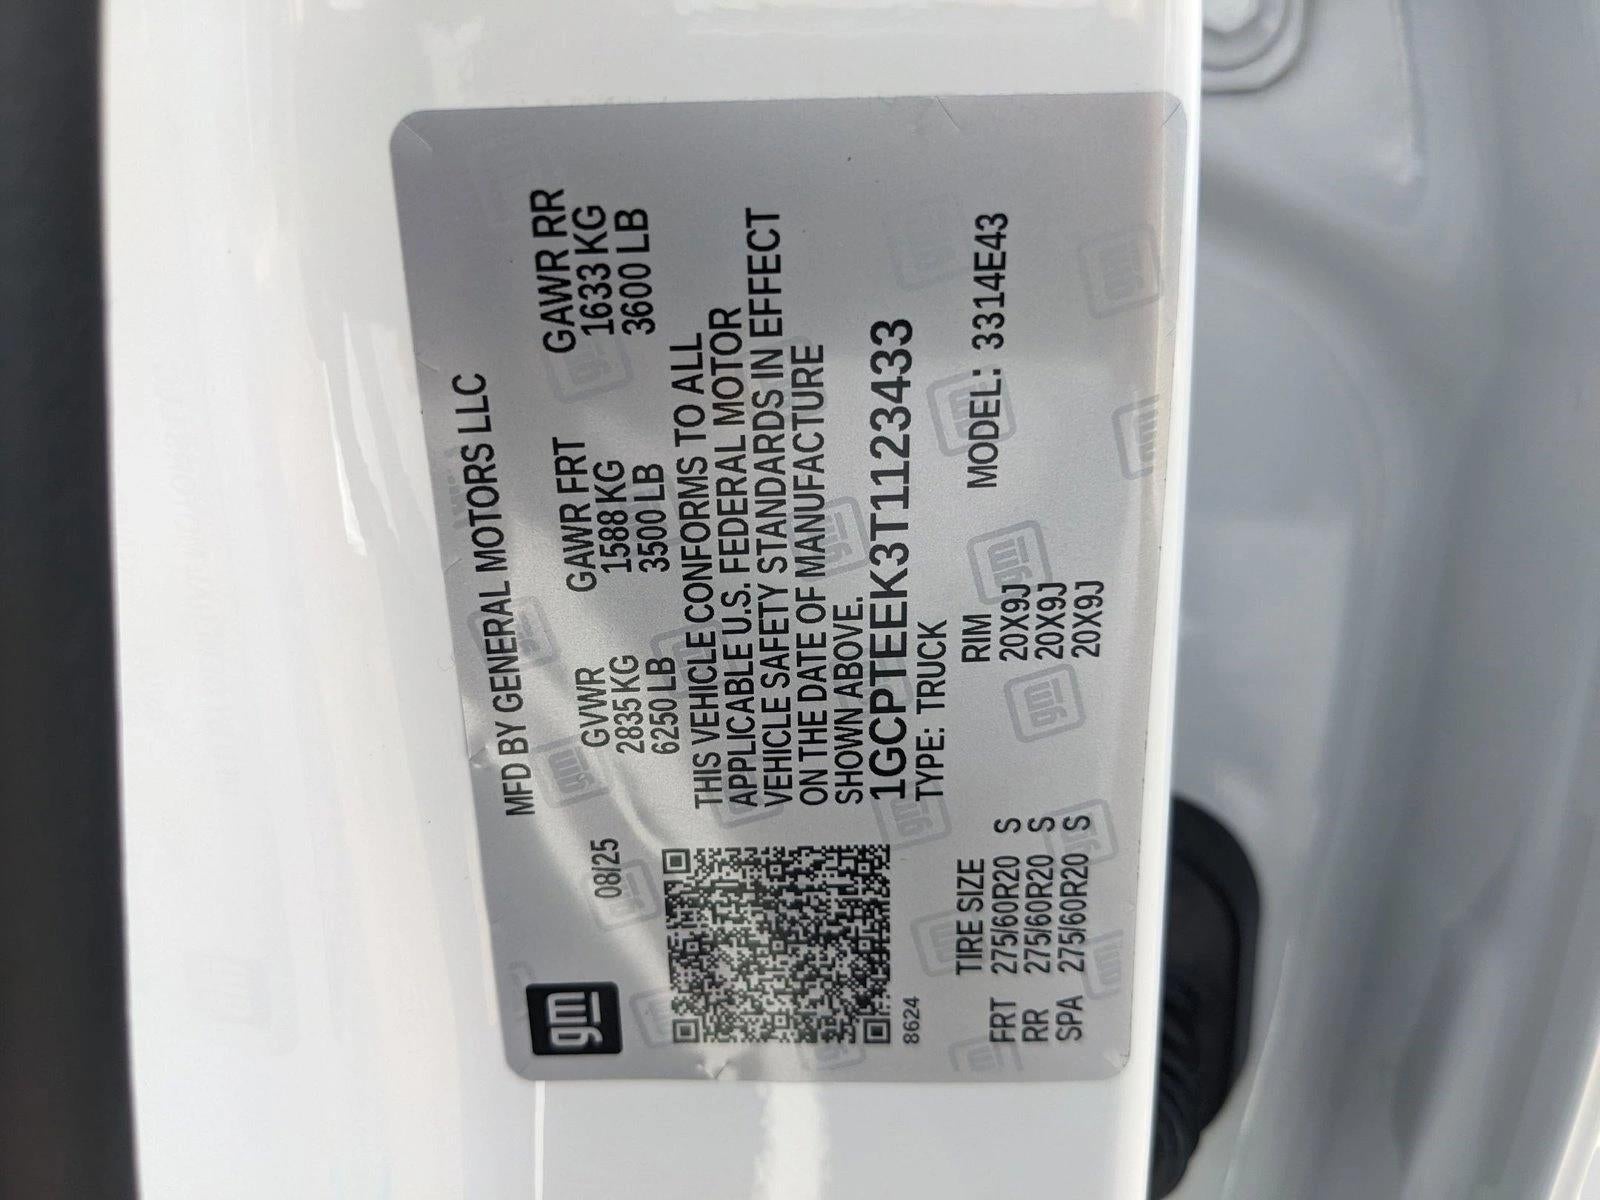 gm
08/25
MFD BY GENERAL MOTORS LLC
GVWR GAWR FRT GAWR RR
2835 KG 1588 KG 1633 KG
6250 LB 3500 LB 3600 LB
THIS VEHICLE CONFORMS TO ALL
APPLICABLE U.S. FEDERAL MOTOR
VEHICLE SAFETY STANDARDS IN EFFECT
ON THE DATE OF MANUFACTURE
SHOWN ABOVE.
1GCPTEEK3T1123433
8624
TYPE: TRUCK MODEL: 3314E43
TIRE SIZE RIM
FRT 275/60R20 S 20X9J
RR 275/60R20 S 20X9J
SPA 275/60R20 S 20X9J